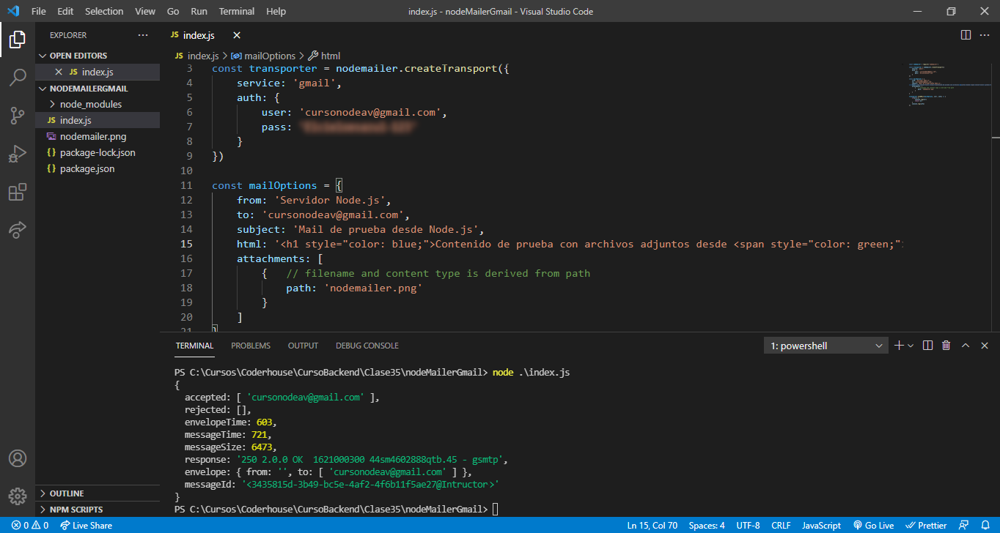 File Edit Selection View Go Run Terminal Help index.js - nodeMailerGmail - Visual Studio Code
EXPLORER
OPEN EDITORS
JS index.js
NODEMAILERGMAIL
node_modules
JS index.js
nodemailer.png
{} package-lock.json
{} package.json
OUTLINE
NPM SCRIPTS
JS index.js
JS index.js > mailOptions > html
3 const transporter = nodemailer.createTransport({
4 service: 'gmail',
5 auth: {
6 user: 'cursonodeav@gmail.com',
7 pass:
8 }
9 })
10
11 const mailOptions = {
12 from: 'Servidor Node.js',
13 to: 'cursonodeav@gmail.com',
14 subject: 'Mail de prueba desde Node.js',
15 html: '<h1 style="color: blue;">Contenido de prueba con archivos adjuntos desde <span style="color: green;"
16 attachments: [
17 { // filename and content type is derived from path
18 path: 'nodemailer.png'
19 }
20 ]
21 }
TERMINAL PROBLEMS OUTPUT DEBUG CONSOLE 1: powershell
PS C:\Cursos\Coderhouse\CursoBackend\Clase35\nodeMailerGmail> node .\index.js
{
accepted: [ 'cursonodeav@gmail.com' ],
rejected: [],
envelopeTime: 603,
messageTime: 721,
messageSize: 6473,
response: '250 2.0.0 OK  1621000300 44sm4602888qtb.45 - gsmtp',
envelope: { from: '', to: [ 'cursonodeav@gmail.com' ] },
messageId: '<3435815d-3b49-bc5e-4af2-4f6b11f5ae27@Intructor>'
}
PS C:\Cursos\Coderhouse\CursoBackend\Clase35\nodeMailerGmail>
0 0 Live Share Ln 15, Col 70 Spaces: 4 UTF-8 CRLF JavaScript Go Live Prettier